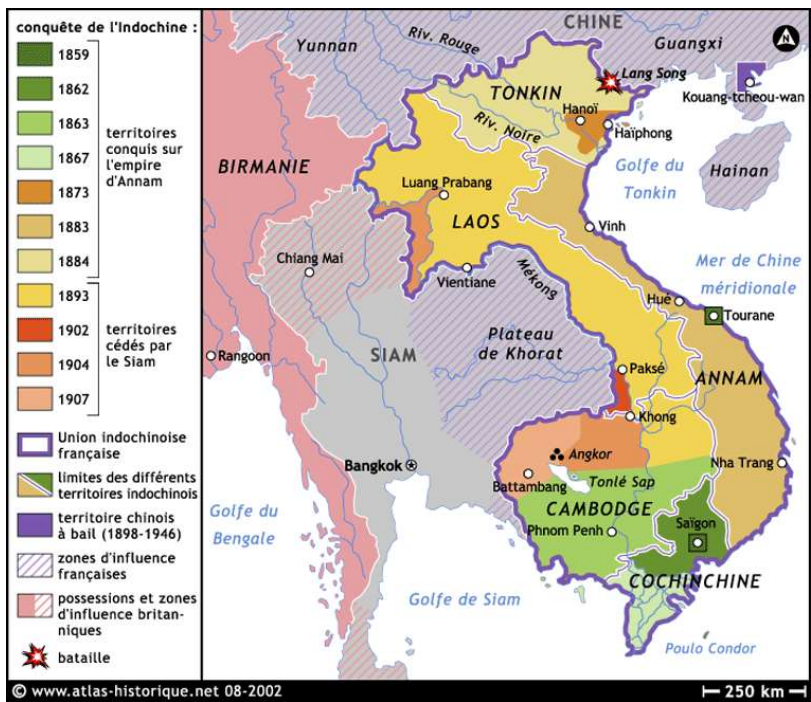 conquête de l'Indochine :
1859
1862
1863
1867
1873
1883
1884
1893
1902
1904
1907
territoires
conquis sur
l'empire
d'Annam
territoires
cédés par
le Siam
Union indochinoise
française
limites des différents
territoires indochinois
territoire chinois
à bail (1898-1946)
zones d'influence
françaises
possessions et zones
d'influence britan-
niques
bataille
CHINE
Yunnan
Riv. Rouge
Guangxi
N
Lang Song
TONKIN
Kouang-tcheou-wan
Hanoï
Riv. Noire
Haïphong
BIRMANIE
Golfe du
Tonkin
Hainan
Luang Prabang
LAOS
Vinh
Chiang Mai
Vientiane
Mékong
Mer de Chine
méridionale
Hué
Tourane
SIAM
Plateau
de Khorat
Rangoon
Paksé
ANNAM
Khong
Bangkok
Angkor
Battambang
Tonlé Sap
Nha Trang
CAMBODGE
Saïgon
Phnom Penh
Golfe du
Bengale
COCHINCHINE
Golfe de Siam
Poulo Condor
© www.atlas-historique.net 08-2002
250 km